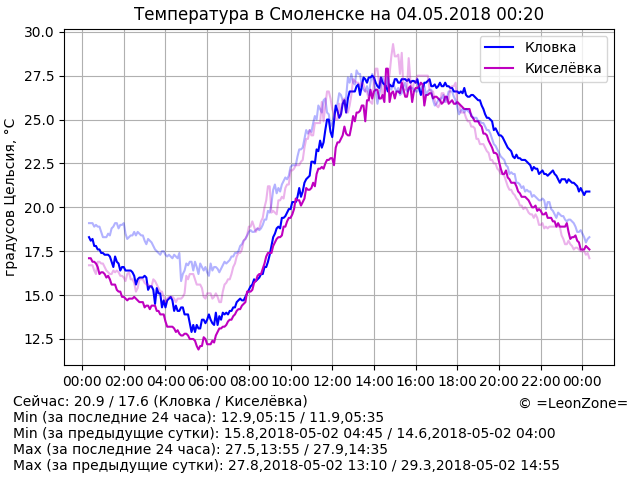 Температура в Смоленске на 04.05.2018 00:20
градусов Цельсия, °C
30.0
27.5
25.0
22.5
20.0
17.5
15.0
12.5
Кловка
Киселёвка
00:00 02:00 04:00 06:00 08:00 10:00 12:00 14:00 16:00 18:00 20:00 22:00 00:00
Сейчас: 20.9 / 17.6 (Кловка / Киселёвка)
© =LeonZone=
Min (за последние 24 часа): 12.9,05:15 / 11.9,05:35
Min (за предыдущие сутки): 15.8,2018-05-02 04:45 / 14.6,2018-05-02 04:00
Max (за последние 24 часа): 27.5,13:55 / 27.9,14:35
Max (за предыдущие сутки): 27.8,2018-05-02 13:10 / 29.3,2018-05-02 14:55